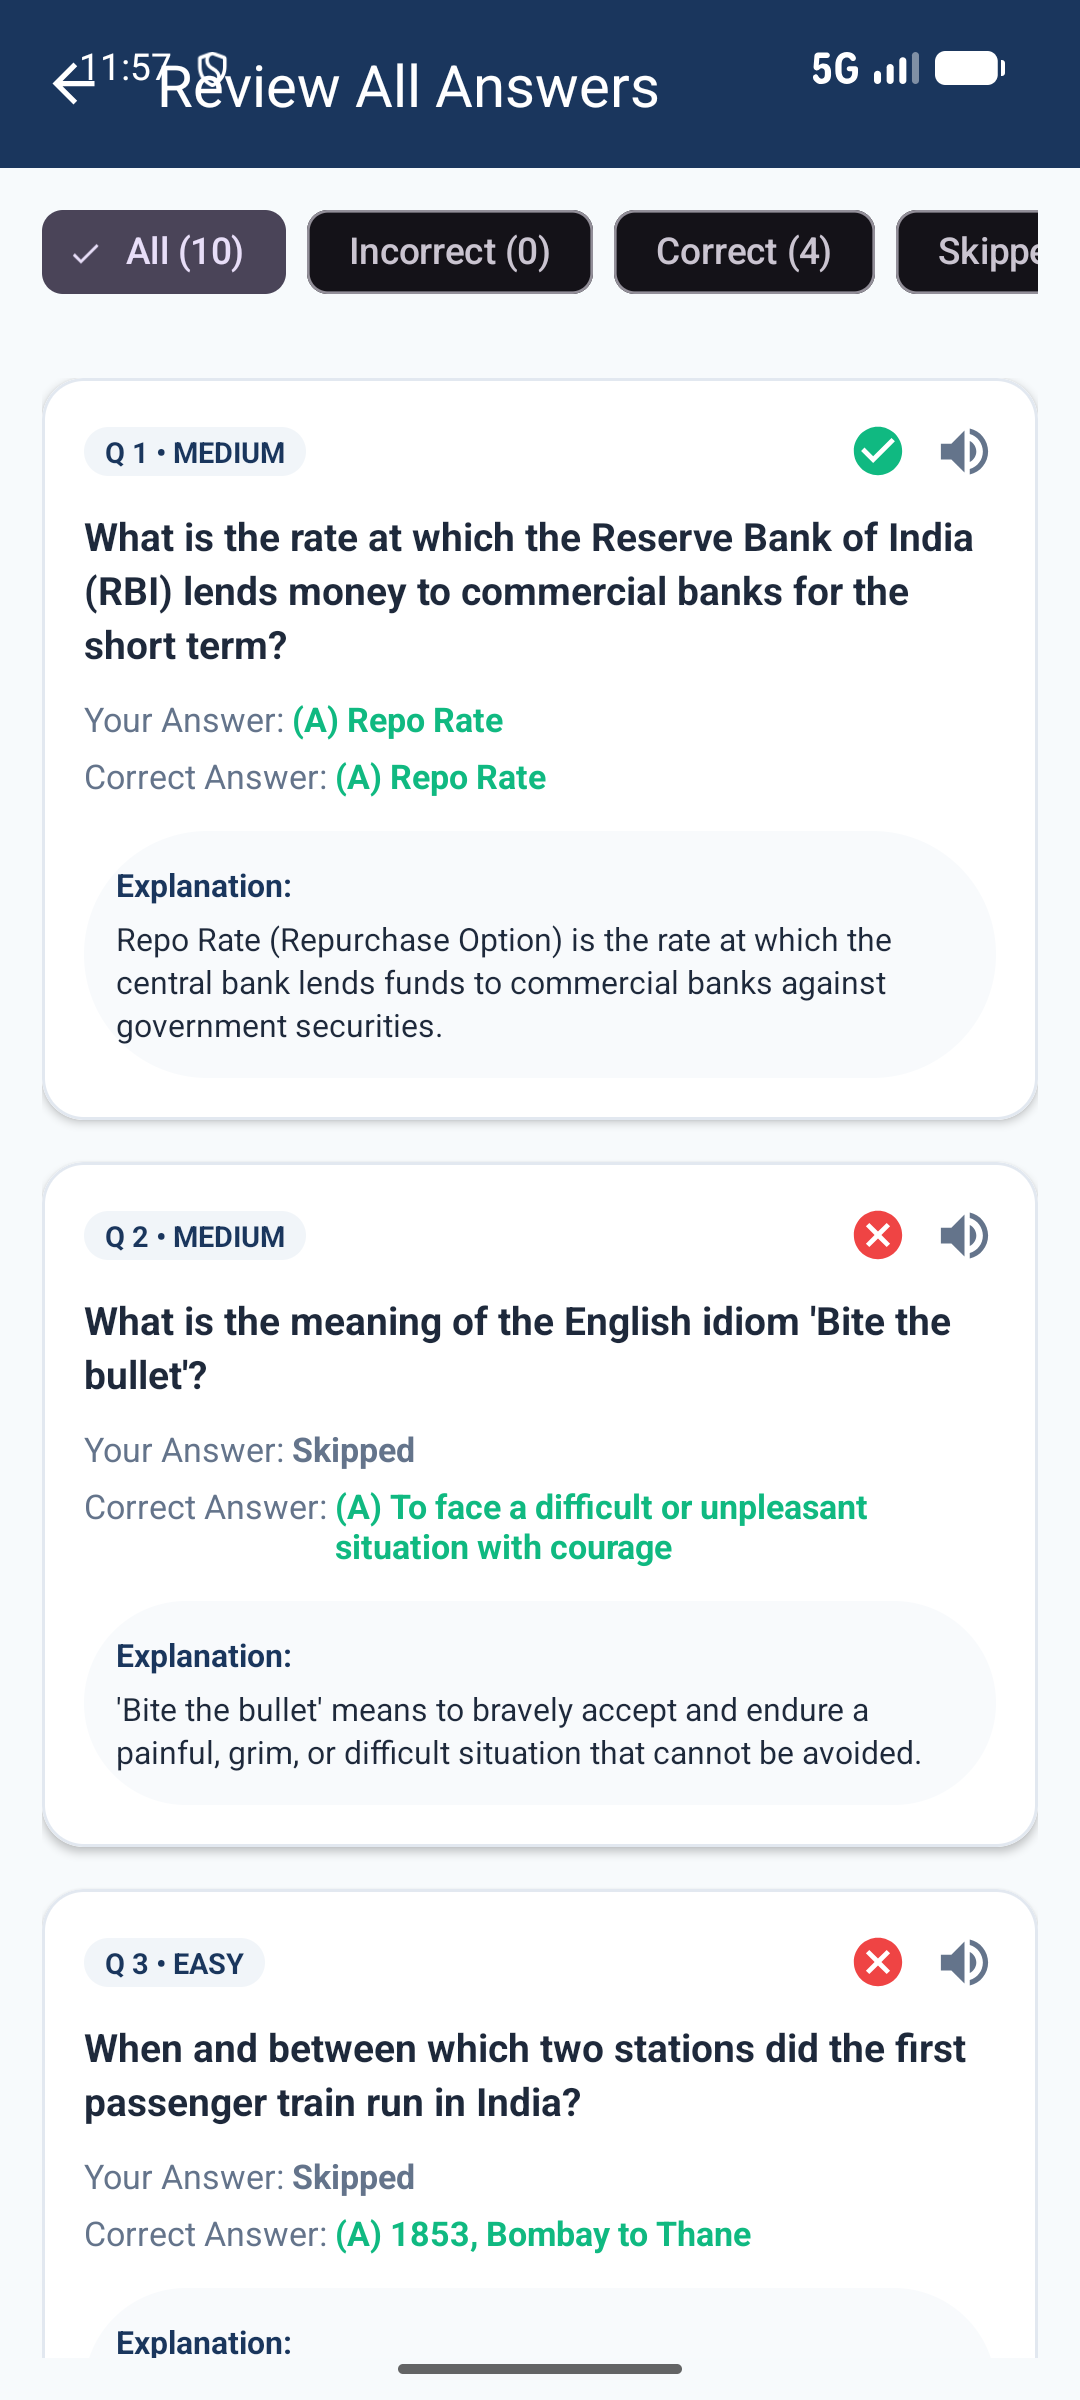 11:57
5G
Review All Answers
All (10)
Incorrect (0)
Correct (4)
Skippe
Q 1 • MEDIUM
What is the rate at which the Reserve Bank of India
(RBI) lends money to commercial banks for the
short term?
Your Answer: (A) Repo Rate
Correct Answer: (A) Repo Rate
Explanation:
Repo Rate (Repurchase Option) is the rate at which the
central bank lends funds to commercial banks against
government securities.
Q 2 • MEDIUM
What is the meaning of the English idiom 'Bite the
bullet'?
Your Answer: Skipped
Correct Answer: (A) To face a difficult or unpleasant
situation with courage
Explanation:
'Bite the bullet' means to bravely accept and endure a
painful, grim, or difficult situation that cannot be avoided.
Q 3 • EASY
When and between which two stations did the first
passenger train run in India?
Your Answer: Skipped
Correct Answer: (A) 1853, Bombay to Thane
Explanation: